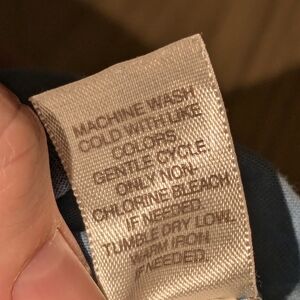 MACHINE WASH
COLD WITH LIKE
COLORS.
GENTLE CYCLE.
ONLY NON-
CHLORINE BLEACH
IF NEEDED.
TUMBLE DRY LOW.
WARM IRON
IF NEEDED.